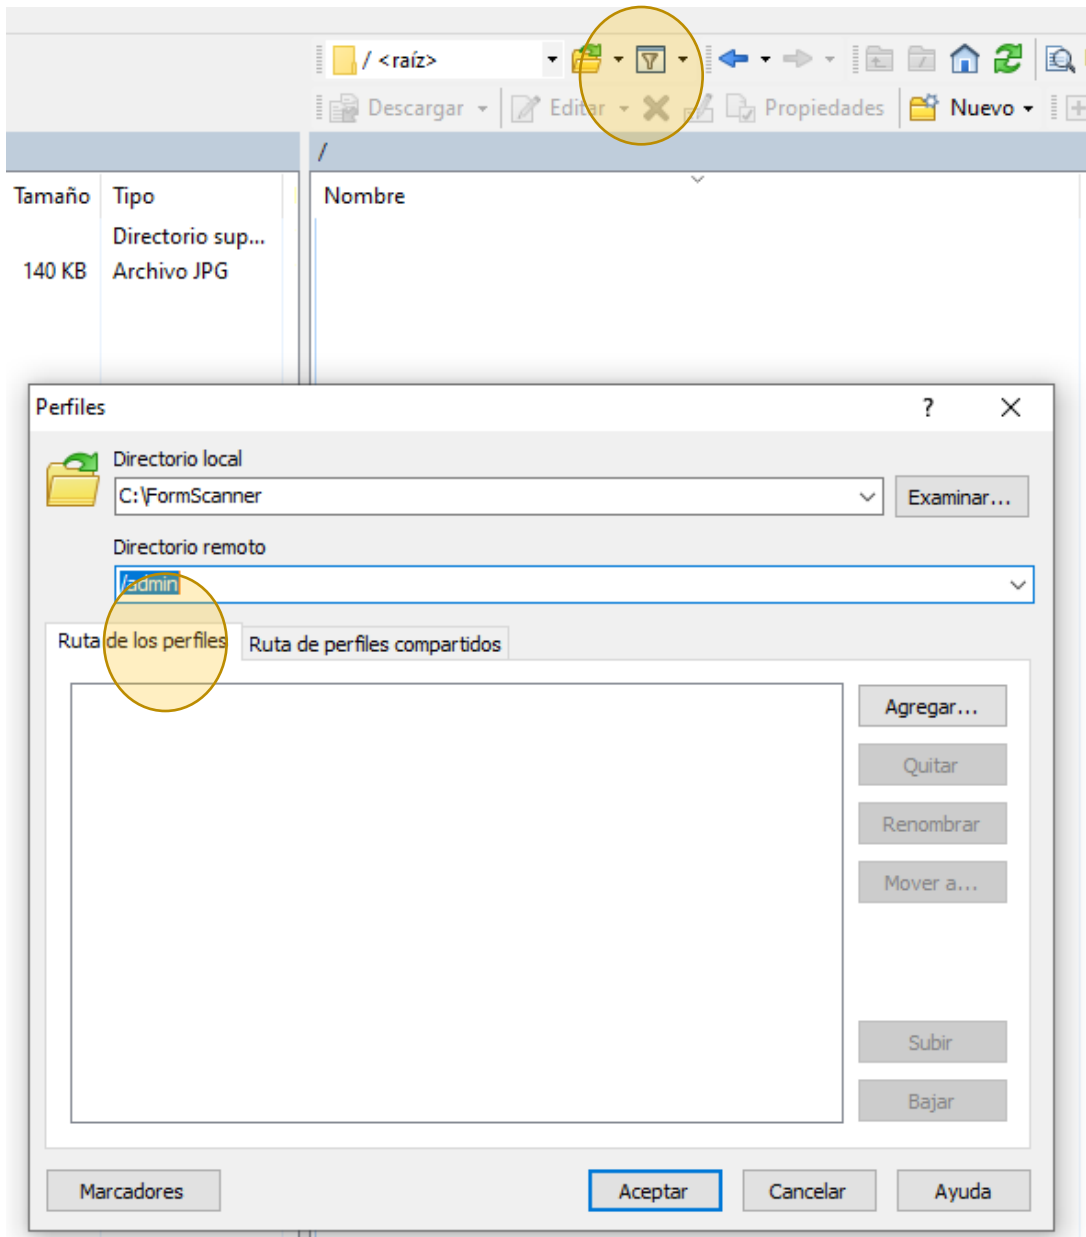 / <raíz>
Descargar Editar Propiedades Nuevo
/
Tamaño Tipo Nombre
Directorio sup...
140 KB Archivo JPG
Perfiles ?
Directorio local
C:\FormScanner Examinar...
Directorio remoto
/admin
Ruta de los perfiles Ruta de perfiles compartidos
Agregar...
Quitar
Renombrar
Mover a...
Subir
Bajar
Marcadores Aceptar Cancelar Ayuda